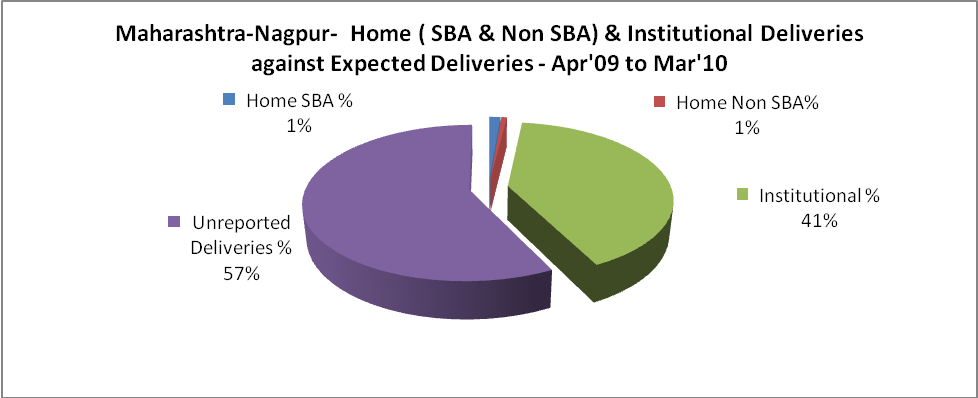 Maharashtra-Nagpur- Home ( SBA & Non SBA) & Institutional Deliveries
against Expected Deliveries - Apr'09 to Mar'10
Home SBA %
1%
Home Non SBA%
1%
Institutional %
41%
Unreported
Deliveries %
57%